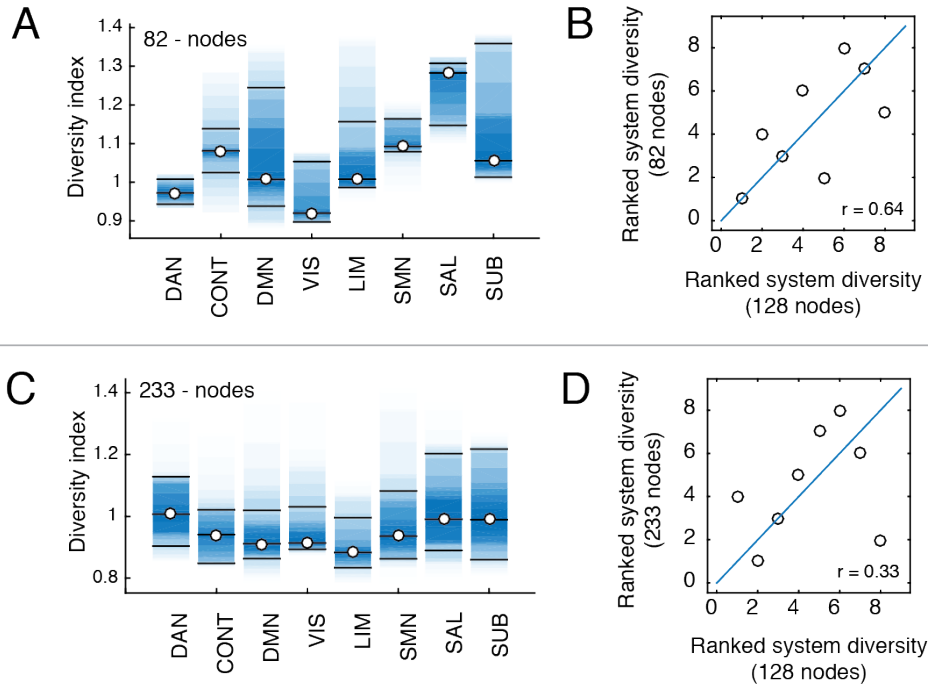 A
82 - nodes
Diversity index
1.4
1.3
1.2
1.1
1
0.9
DAN
CONT
DMN
VIS
LIM
SMN
SAL
SUB
B
Ranked system diversity
(82 nodes)
8
6
4
2
0
r = 0.64
0 2 4 6 8
Ranked system diversity
(128 nodes)
C
233 - nodes
Diversity index
1.4
1.2
1
0.8
DAN
CONT
DMN
VIS
LIM
SMN
SAL
SUB
D
Ranked system diversity
(233 nodes)
8
6
4
2
0
r = 0.33
0 2 4 6 8
Ranked system diversity
(128 nodes)